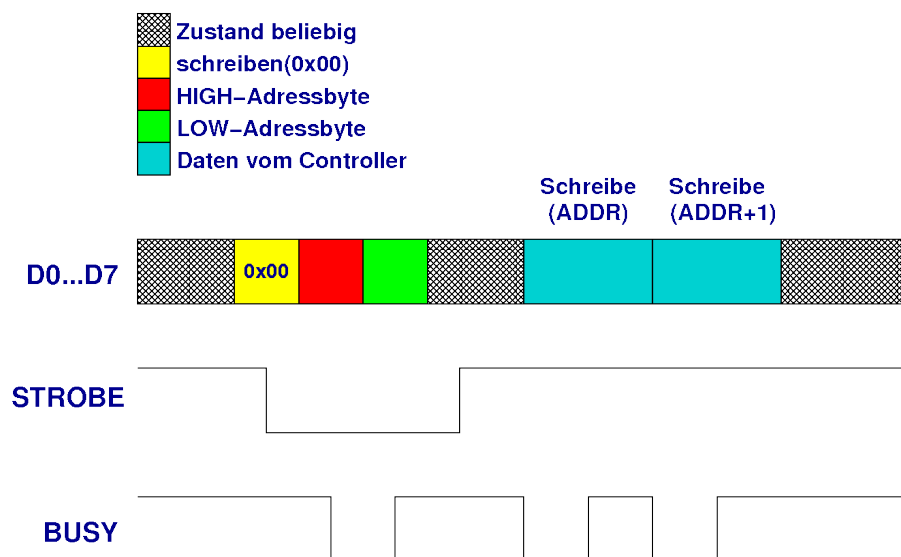 Zustand beliebig
schreiben(0x00)
HIGH−Adressbyte
LOW−Adressbyte
Daten vom Controller
Schreibe Schreibe
(ADDR) (ADDR+1)
D0...D7 0x00
STROBE
BUSY